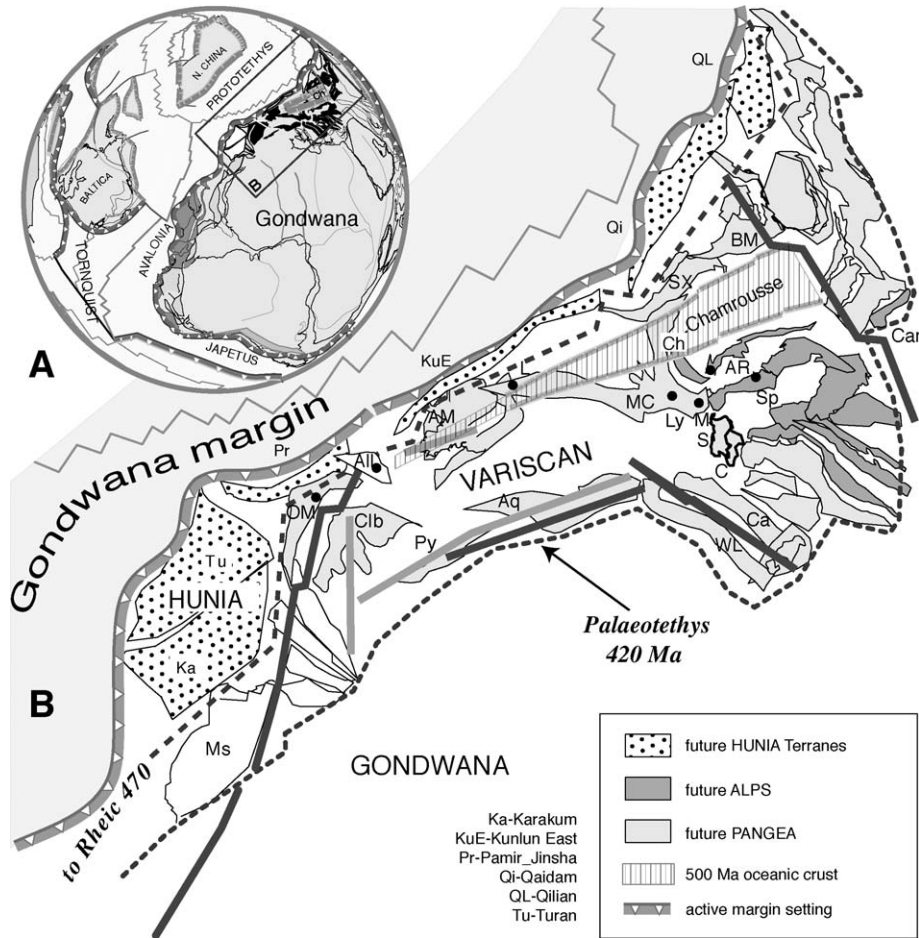 N. CHINA
PROTOTETHYS
Ch
BALTICA
B
AVALONIA
Gondwana
TORNQUIST
JAPETUS
A
QL
Qi
BM
SX
Chamrousse
Ch
Car
KuE
L
AR
AM
MC
Sp
Ly
M
S
C
Gondwana margin
Pr
All
VARISCAN
OM
Clb
Aq
Ca
Py
WL
Tu
HUNIA
Palaeotethys
420 Ma
Ka
B
Ms
GONDWANA
to Rheic 470
Ka-Karakum
KuE-Kunlun East
Pr-Pamir_Jinsha
Qi-Qaidam
QL-Qilian
Tu-Turan
future HUNIA Terranes
future ALPS
future PANGEA
500 Ma oceanic crust
active margin setting